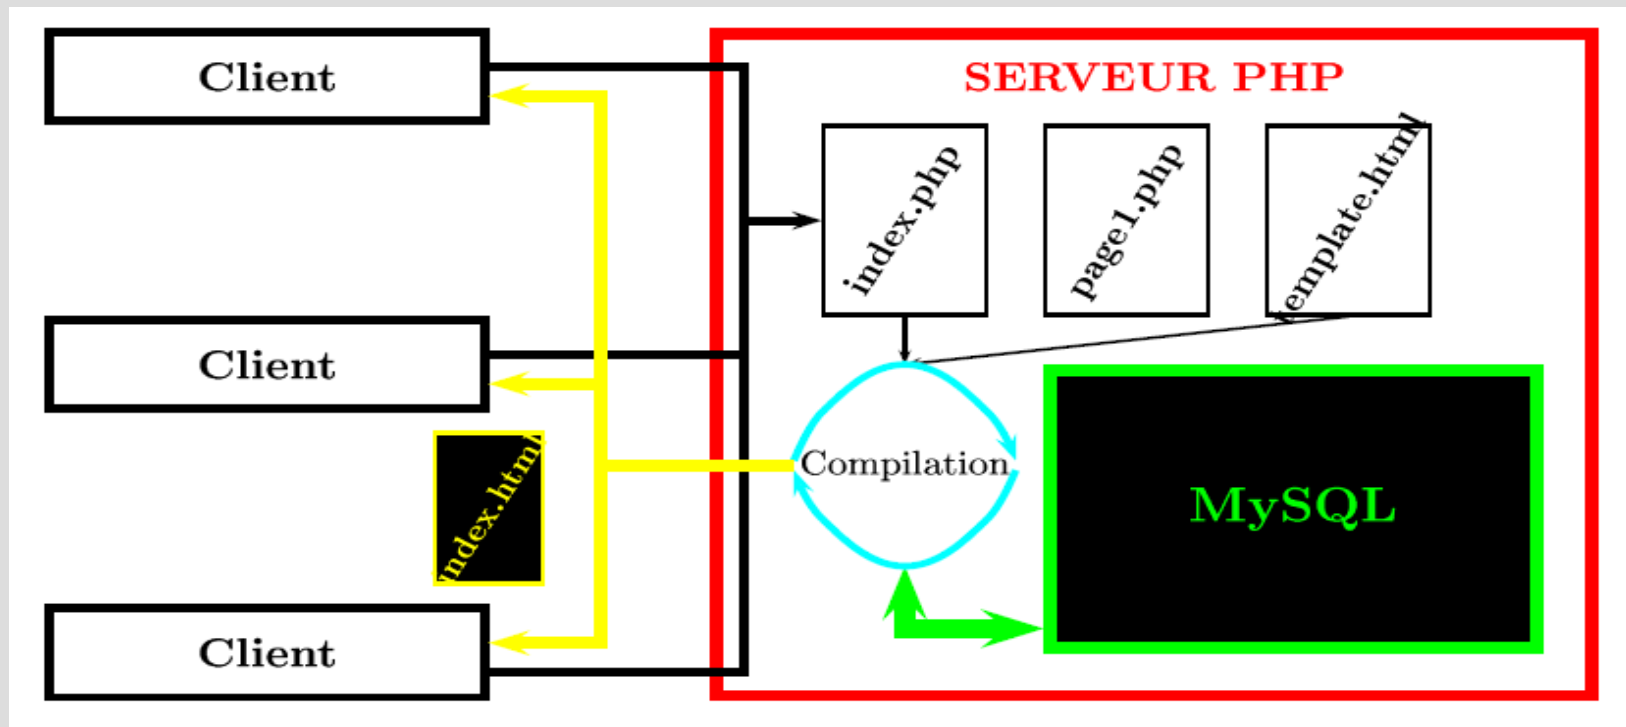 Client
SERVEUR PHP
index.php
page1.php
template.html
Client
Compilation
index.html
MySQL
Client